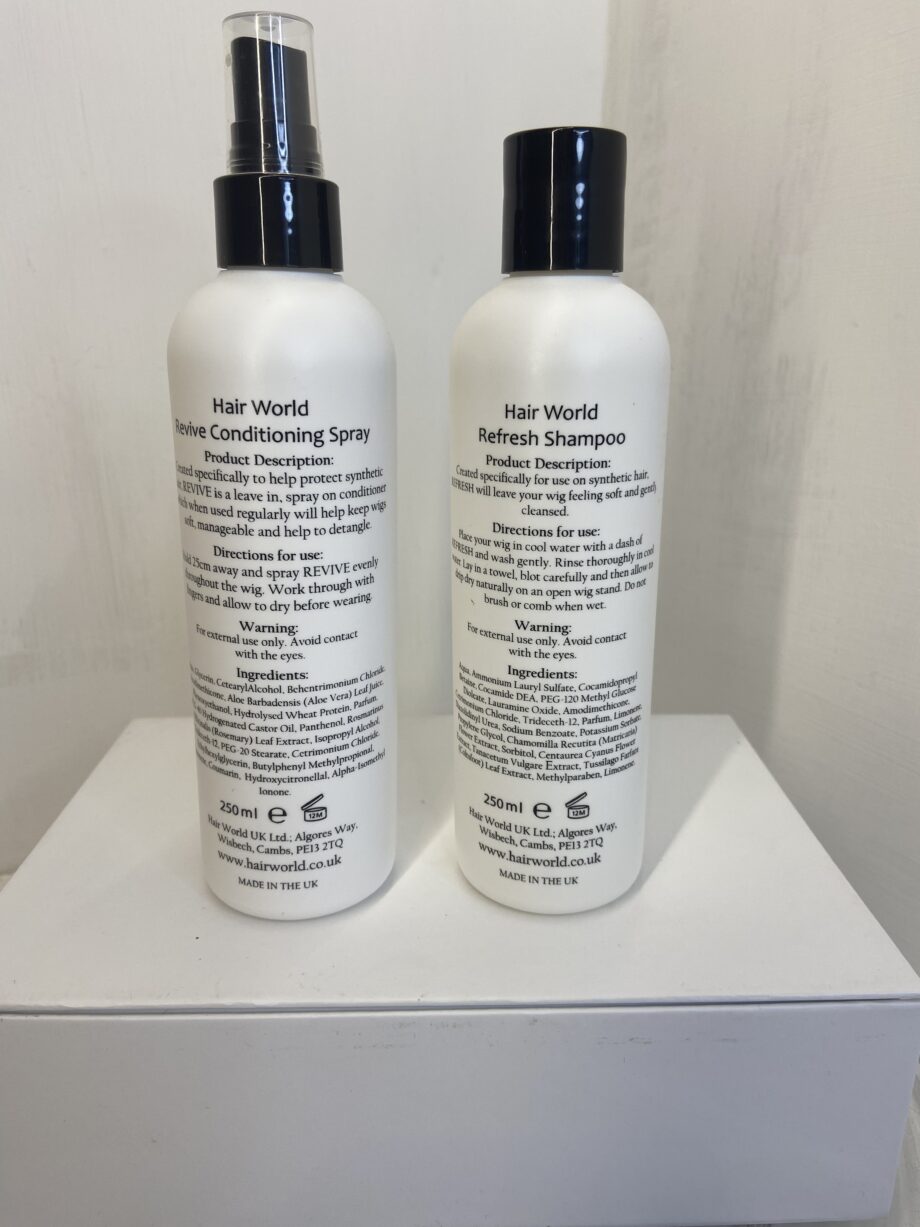 Hair World
Revive Conditioning Spray
Product Description:
Created specifically to help protect synthetic
REVIVE is a leave in, spray on conditioner
which when used regularly will help keep wigs
soft, manageable and help to detangle.
Directions for use:
25cm away and spray REVIVE evenly
throughout the wig. Work through with
fingers and allow to dry before wearing.
Warning:
For external use only. Avoid contact
with the eyes.
Ingredients:
Glycerin, CetearylAlcohol, Behentrimonium Chloride,
Aloe Barbadensis (Aloe Vera) Leaf Juice,
Hydrolysed Wheat Protein, Parfum,
Hydrogenated Castor Oil, Panthenol, Rosmarinus
(Rosemary) Leaf Extract, Isopropyl Alcohol,
PEG-20 Stearate, Cetrimonium Chloride,
Butylphenyl Methylpropional,
Coumarin, Hydroxycitronellal, Alpha-Isomethyl
Ionone.
250ml e 12M
Hair World UK Ltd.; Algores Way,
Wisbech, Cambs, PE13 2TQ
www.hairworld.co.uk
MADE IN THE UK
Hair World
Refresh Shampoo
Product Description:
Created specifically for use on synthetic hair.
REFRESH will leave your wig feeling soft and gently
cleansed.
Directions for use:
Place your wig in cool water with a dash of
REFRESH and wash gently. Rinse thoroughly in cool
water. Lay in a towel, blot carefully and then allow to
drip dry naturally on an open wig stand. Do not
brush or comb when wet.
Warning:
For external use only. Avoid contact
with the eyes.
Ingredients:
Aqua, Ammonium Lauryl Sulfate, Cocamidopropyl
Betaine, Cocamide DEA, PEG-120 Methyl Glucose
Dioleate, Lauramine Oxide, Amodimethicone,
Cetrimonium Chloride, Trideceth-12, Parfum, Limonene,
Urea, Sodium Benzoate, Potassium Sorbate,
Propylene Glycol, Chamomilla Recutita (Matricaria)
Flower Extract, Sorbitol, Centaurea Cyanus Flower
Extract, Tanacetum Vulgare Extract, Tussilago Farfara
(Coltsfoot) Leaf Extract, Methylparaben, Limonene.
250ml e 12M
Hair World UK Ltd.; Algores Way,
Wisbech, Cambs, PE13 2TQ
www.hairworld.co.uk
MADE IN THE UK